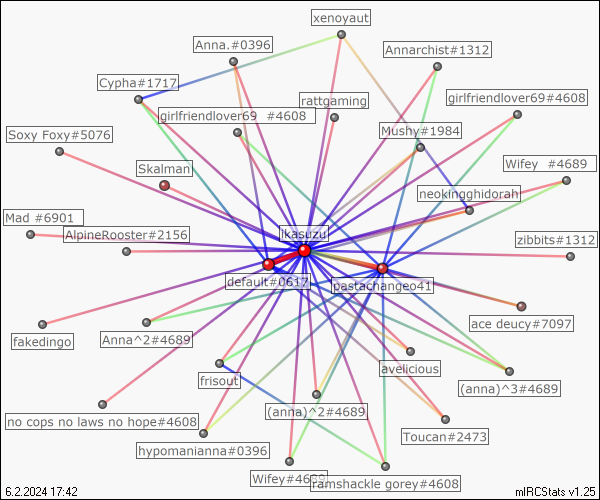 xenoyaut
Anna.#0396
Annarchist#1312
Cypha#1717
rattgaming
girlfriendlover69#4608
girlfriendlover69 #4608
Soxy Foxy#5076
Mushy#1984
Skalman
Wifey #4689
neokingghidorah
Mad #6901
AlpineRooster#2156
ikasuzu
zibbits#1312
default#0617
pastachangeo41
fakedingo
Anna^2#4689
ace deucy#7097
avelicious
frisout
(anna)^3#4689
(anna)^2#4689
no cops no laws no hope#4608
Toucan#2473
hypomanianna#0396
Wifey#4689
ramshackle gorey#4608
6.2.2024 17:42
mIRCStats v1.25